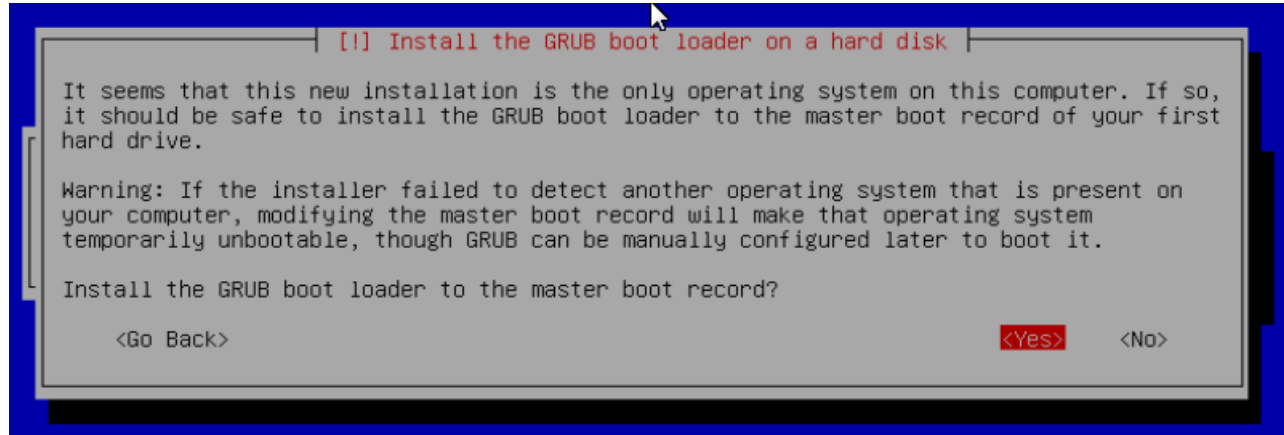 [!] Install the GRUB boot loader on a hard disk
It seems that this new installation is the only operating system on this computer. If so,
it should be safe to install the GRUB boot loader to the master boot record of your first
hard drive.
Warning: If the installer failed to detect another operating system that is present on
your computer, modifying the master boot record will make that operating system
temporarily unbootable, though GRUB can be manually configured later to boot it.
Install the GRUB boot loader to the master boot record?
<Go Back> <Yes> <No>